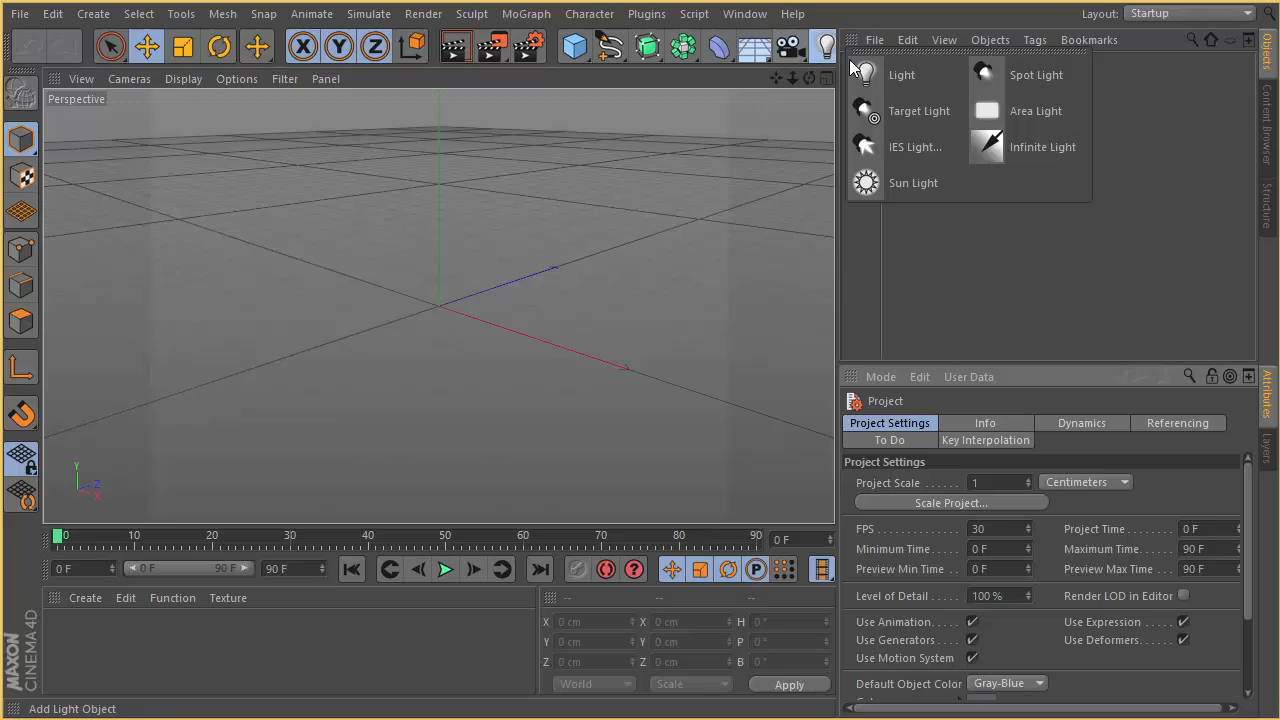 File Edit Create Select Tools Mesh Snap Animate Simulate Render Sculpt MoGraph Character Plugins Script Window Help Layout: Startup
X Y Z
File Edit View Objects Tags Bookmarks
View Cameras Display Options Filter Panel
Perspective
Light Spot Light
Target Light Area Light
IES Light... Infinite Light
Sun Light
Objects
Content Browser
Structure
Mode Edit User Data
Project
Project Settings Info Dynamics Referencing
To Do Key Interpolation
Project Settings
Project Scale ...... 1 Centimeters
Scale Project...
FPS 30 Project Time 0 F
Minimum Time 0 F Maximum Time 90 F
Preview Min Time 0 F Preview Max Time 90 F
Level of Detail 100 % Render LOD in Editor
Use Animation Use Expression
Use Generators Use Deformers
Use Motion System
Default Object Color Gray-Blue
Attributes
Layers
Y
Z
X
0 10 20 30 40 50 60 70 80 90 0 F
0 F 0 F 90 F 90 F ? P
Create Edit Function Texture
-- -- --
X 0 cm X 0 cm H 0 °
Y 0 cm Y 0 cm P 0 °
Z 0 cm Z 0 cm B 0 °
World Scale Apply
MAXON
CINEMA 4D
Add Light Object